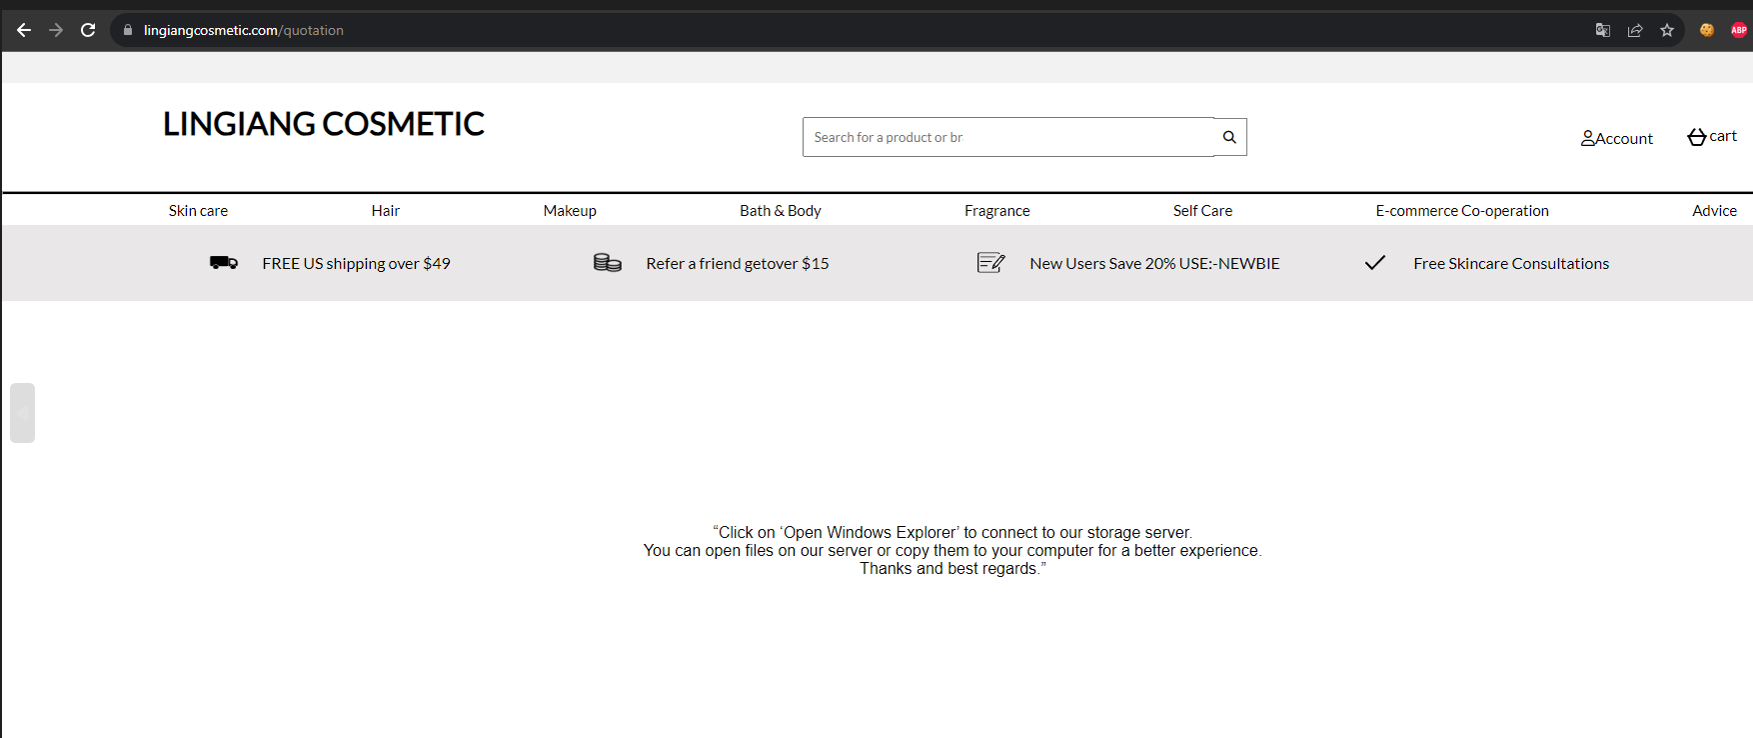 lingiangcosmetic.com/quotation
ABP
LINGIANG COSMETIC
Search for a product or br
Account
cart
Skin care
Hair
Makeup
Bath & Body
Fragrance
Self Care
E-commerce Co-operation
Advice
FREE US shipping over $49
Refer a friend getover $15
New Users Save 20% USE:-NEWBIE
Free Skincare Consultations
“Click on ‘Open Windows Explorer’ to connect to our storage server.
You can open files on our server or copy them to your computer for a better experience.
Thanks and best regards.”